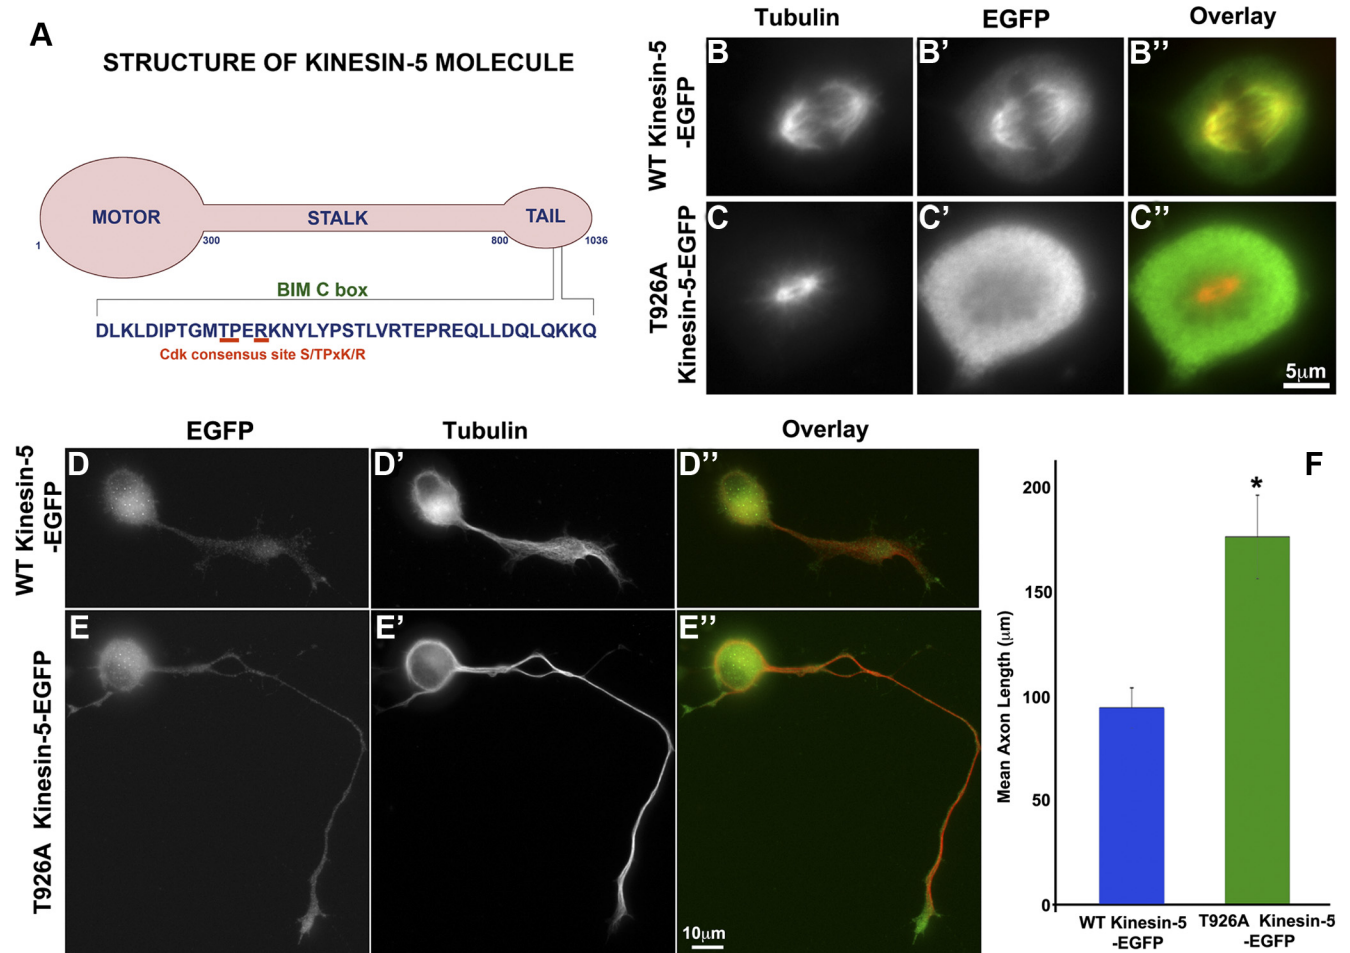 A
STRUCTURE OF KINESIN-5 MOLECULE
MOTOR
STALK
TAIL
1
300
800
1036
BIM C box
DLKLDIPTGMTPERKNYLYPSTLVRTEPREQLLDQLQKKQ
Cdk consensus site S/TPxK/R
Tubulin
EGFP
Overlay
WT Kinesin-5
-EGFP
B
B’
B’’
T926A
Kinesin-5-EGFP
C
C’
C’’
5μm
EGFP
Tubulin
Overlay
WT Kinesin-5
-EGFP
D
D’
D’’
T926A Kinesin-5-EGFP
E
E’
E’’
10μm
F
Mean Axon Length (μm)
200
150
100
50
0
*
WT Kinesin-5
-EGFP
T926A Kinesin-5
-EGFP